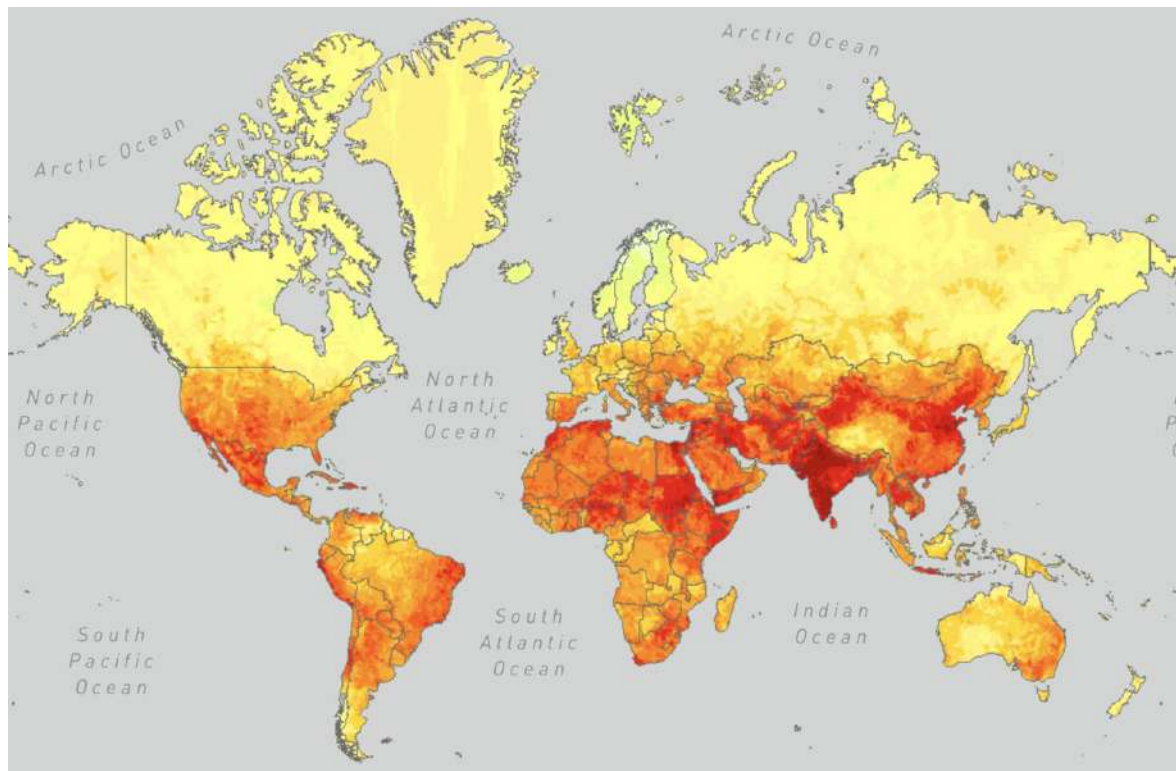 Arctic Ocean
Arctic Ocean
North
Pacific
Ocean
North
Atlantic
Ocean
South
Pacific
Ocean
South
Atlantic
Ocean
Indian
Ocean